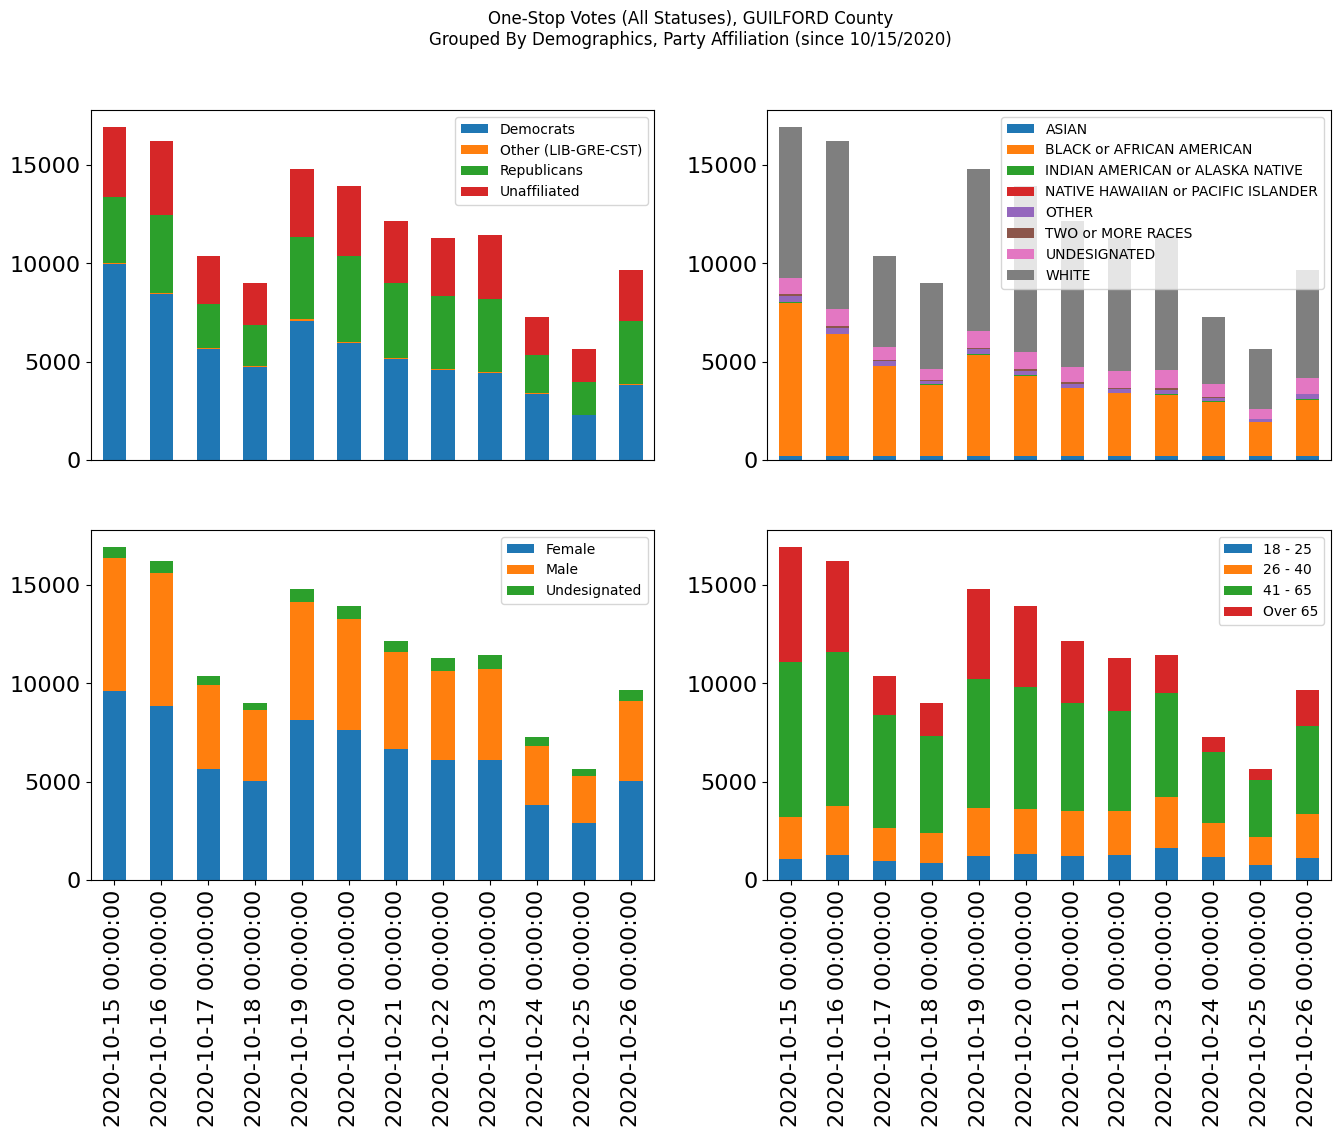 One-Stop Votes (All Statuses), GUILFORD County
Grouped By Demographics, Party Affiliation (since 10/15/2020)
15000
10000
5000
0
Democrats
Other (LIB-GRE-CST)
Republicans
Unaffiliated
15000
10000
5000
0
ASIAN
BLACK or AFRICAN AMERICAN
INDIAN AMERICAN or ALASKA NATIVE
NATIVE HAWAIIAN or PACIFIC ISLANDER
OTHER
TWO or MORE RACES
UNDESIGNATED
WHITE
15000
10000
5000
0
Female
Male
Undesignated
2020-10-15 00:00:00
2020-10-16 00:00:00
2020-10-17 00:00:00
2020-10-18 00:00:00
2020-10-19 00:00:00
2020-10-20 00:00:00
2020-10-21 00:00:00
2020-10-22 00:00:00
2020-10-23 00:00:00
2020-10-24 00:00:00
2020-10-25 00:00:00
2020-10-26 00:00:00
15000
10000
5000
0
18 - 25
26 - 40
41 - 65
Over 65
2020-10-15 00:00:00
2020-10-16 00:00:00
2020-10-17 00:00:00
2020-10-18 00:00:00
2020-10-19 00:00:00
2020-10-20 00:00:00
2020-10-21 00:00:00
2020-10-22 00:00:00
2020-10-23 00:00:00
2020-10-24 00:00:00
2020-10-25 00:00:00
2020-10-26 00:00:00